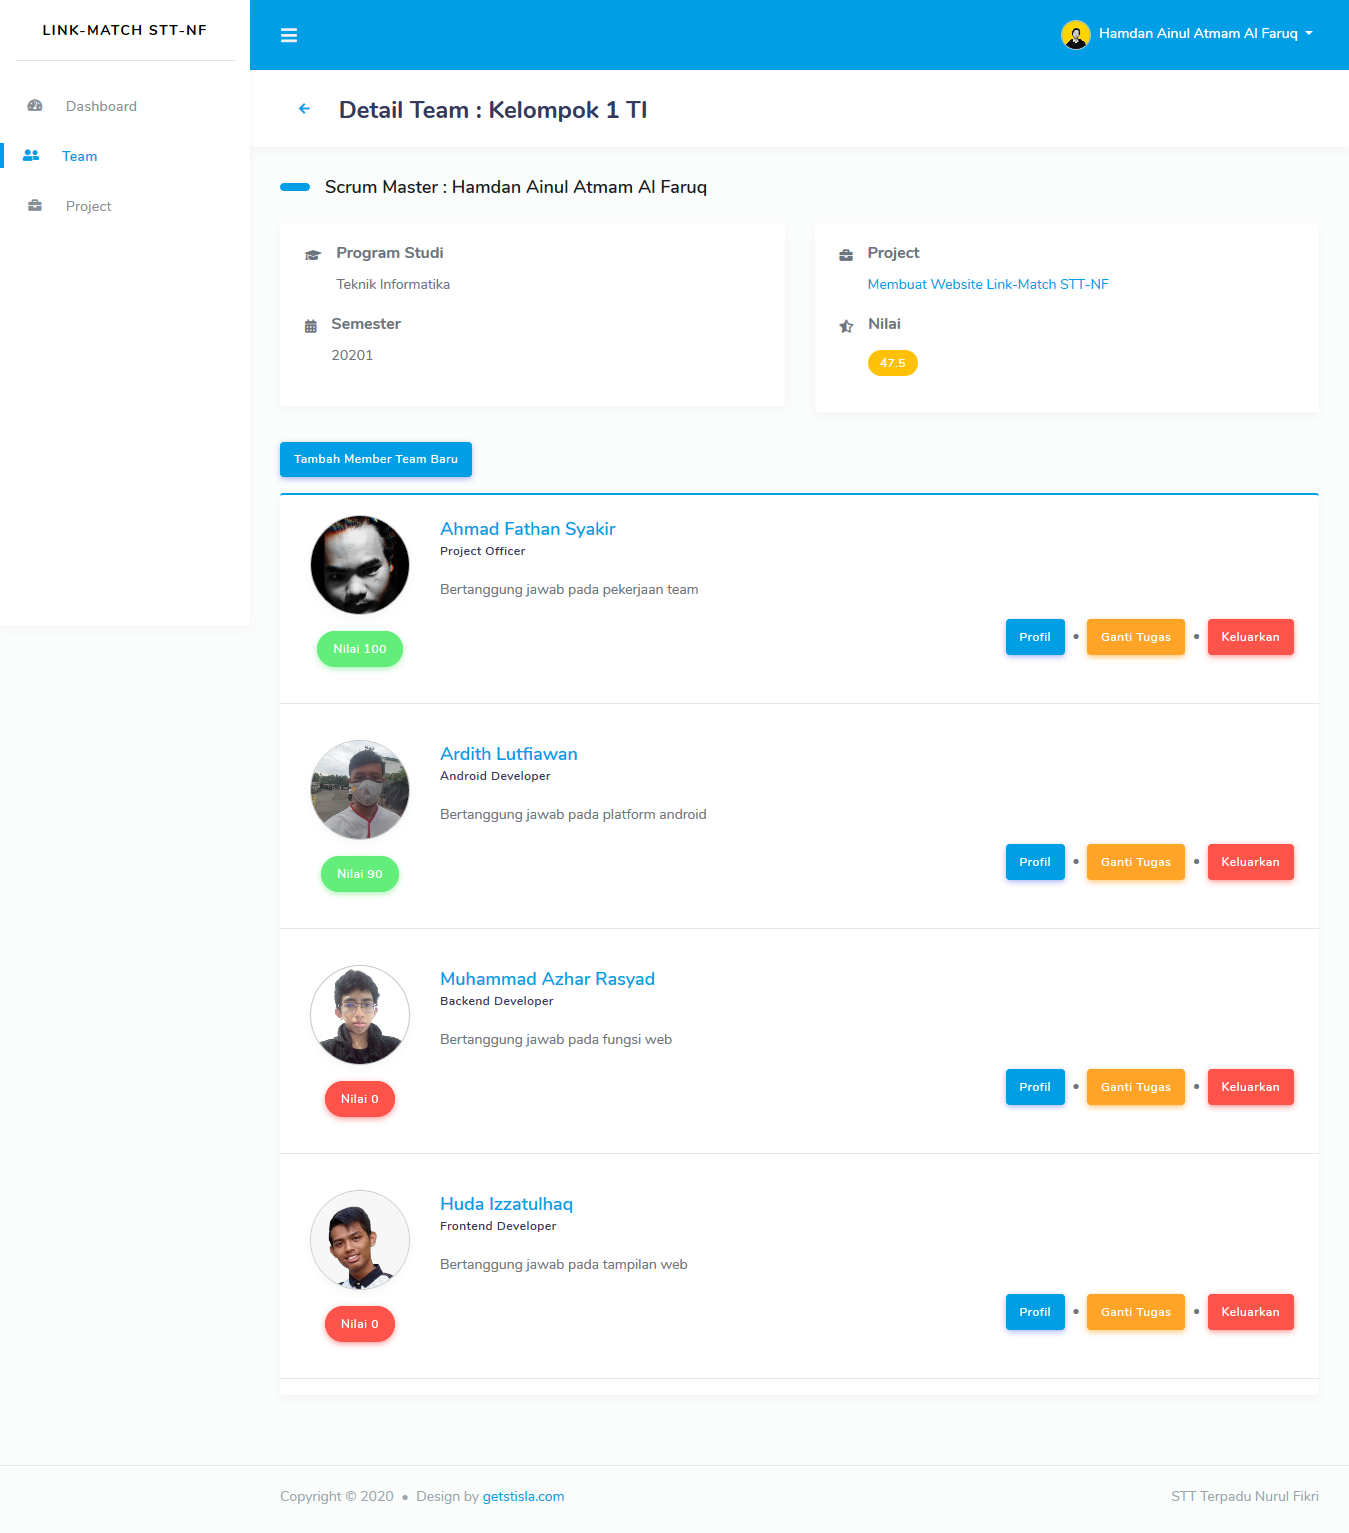 LINK-MATCH STT-NF
Hamdan Ainul Atmam Al Faruq
Dashboard
Team
Project
Detail Team : Kelompok 1 TI
Scrum Master : Hamdan Ainul Atmam Al Faruq
Program Studi
Teknik Informatika
Semester
20201
Project
Membuat Website Link-Match STT-NF
Nilai
47.5
Tambah Member Team Baru
Ahmad Fathan Syakir
Project Officer
Bertanggung jawab pada pekerjaan team
Nilai 100
Profil • Ganti Tugas • Keluarkan
Ardith Lutfiawan
Android Developer
Bertanggung jawab pada platform android
Nilai 90
Profil • Ganti Tugas • Keluarkan
Muhammad Azhar Rasyad
Backend Developer
Bertanggung jawab pada fungsi web
Nilai 0
Profil • Ganti Tugas • Keluarkan
Huda Izzatulhaq
Frontend Developer
Bertanggung jawab pada tampilan web
Nilai 0
Profil • Ganti Tugas • Keluarkan
Copyright © 2020 • Design by getstisla.com
STT Terpadu Nurul Fikri